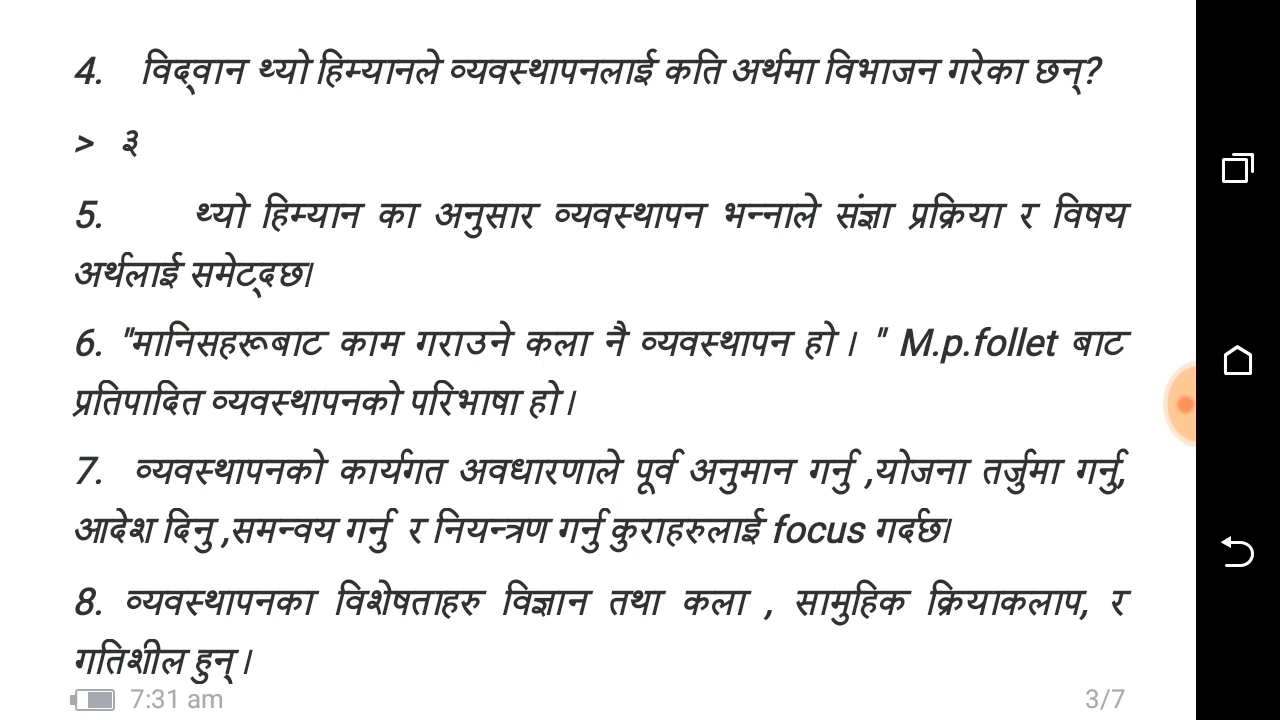 4. विद्वान थ्यो हिम्यानले व्यवस्थापनलाई कति अर्थमा विभाजन गरेका छन्?
> ३
5. थ्यो हिम्यान का अनुसार व्यवस्थापन भन्नाले संज्ञा प्रक्रिया र विषय
अर्थलाई समेट्दछ।
6. "मानिसहरूबाट काम गराउने कला नै व्यवस्थापन हो। " M.p.follet बाट
प्रतिपादित व्यवस्थापनको परिभाषा हो।
7. व्यवस्थापनको कार्यगत अवधारणाले पूर्व अनुमान गर्नु ,योजना तर्जुमा गर्नु,
आदेश दिनु ,समन्वय गर्नु र नियन्त्रण गर्नु कुराहरुलाई focus गर्दछ।
8. व्यवस्थापनका विशेषताहरु विज्ञान तथा कला , सामुहिक क्रियाकलाप, र
गतिशील हुन्।
7:31 am 3/7